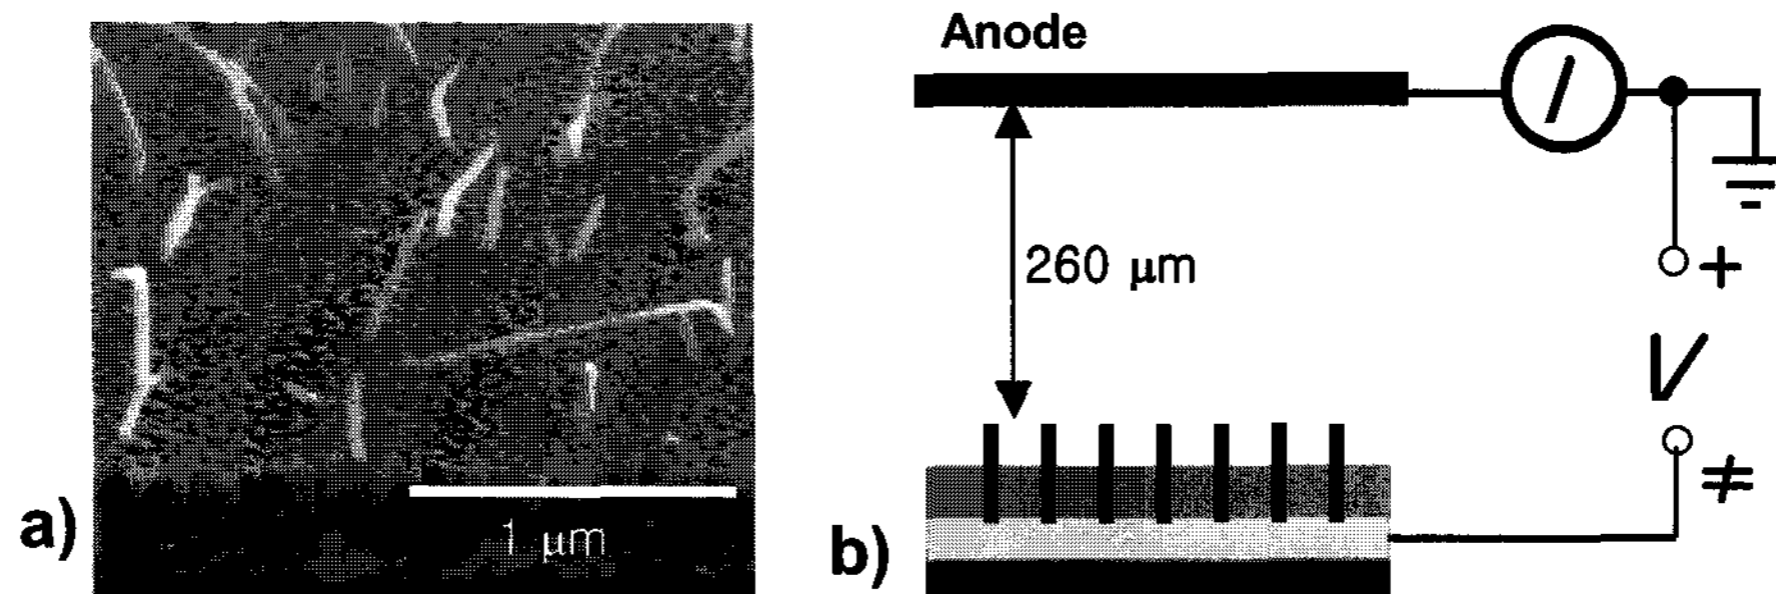 a)
1 μm
b)
Anode
I
260 μm
+
V
≠